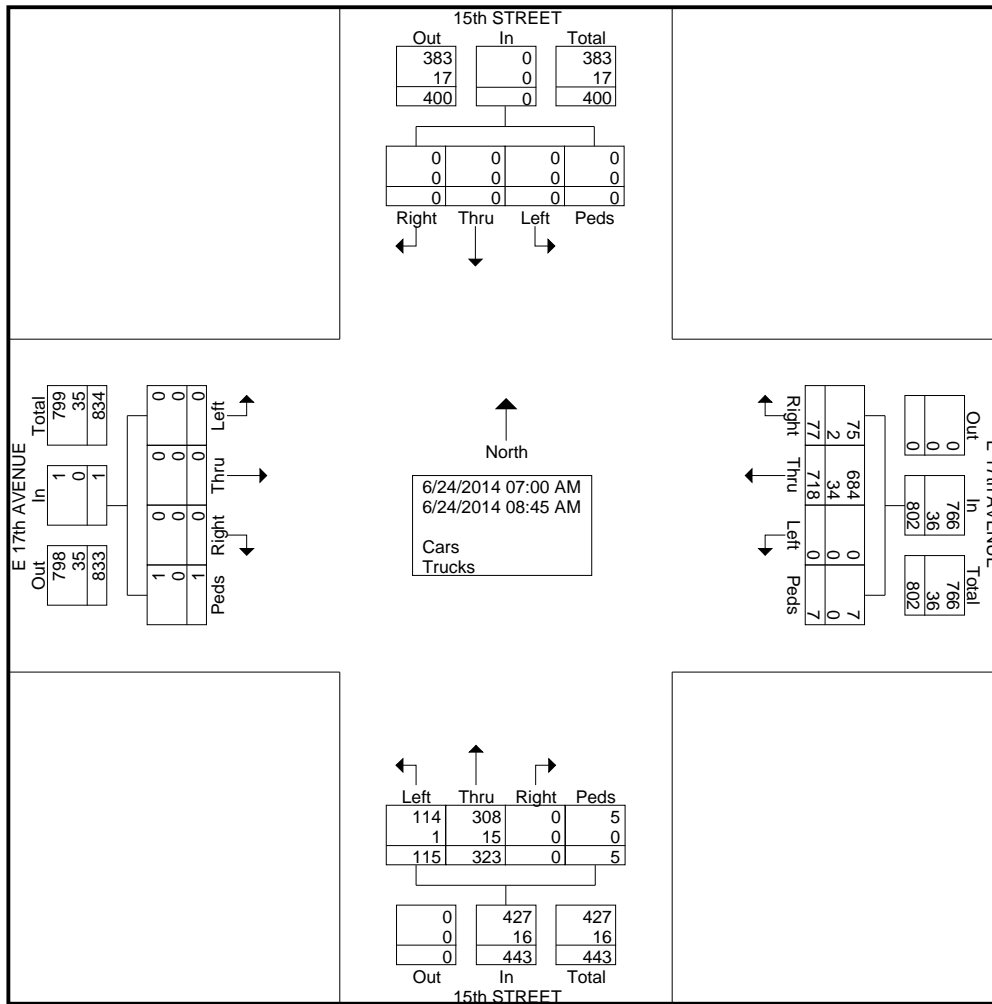 15th STREET
Out In Total
383 0 383
17 0 17
400 0 400
0 0 0 0
0 0 0 0
0 0 0 0
Right Thru Left Peds
E 17th AVENUE
Total In Out
799 1 798
35 0 35
834 1 833
0 0 0 1
0 0 0 0
0 0 0 1
Left Thru Right Peds
North
6/24/2014 07:00 AM
6/24/2014 08:45 AM
Cars
Trucks
E 17th AVENUE
Out In Total
0 766 766
0 36 36
0 802 802
75 684 0 7
2 34 0 0
77 718 0 7
Right Thru Left Peds
Left Thru Right Peds
114 308 0 5
1 15 0 0
115 323 0 5
0 427 427
0 16 16
0 443 443
Out In Total
15th STREET